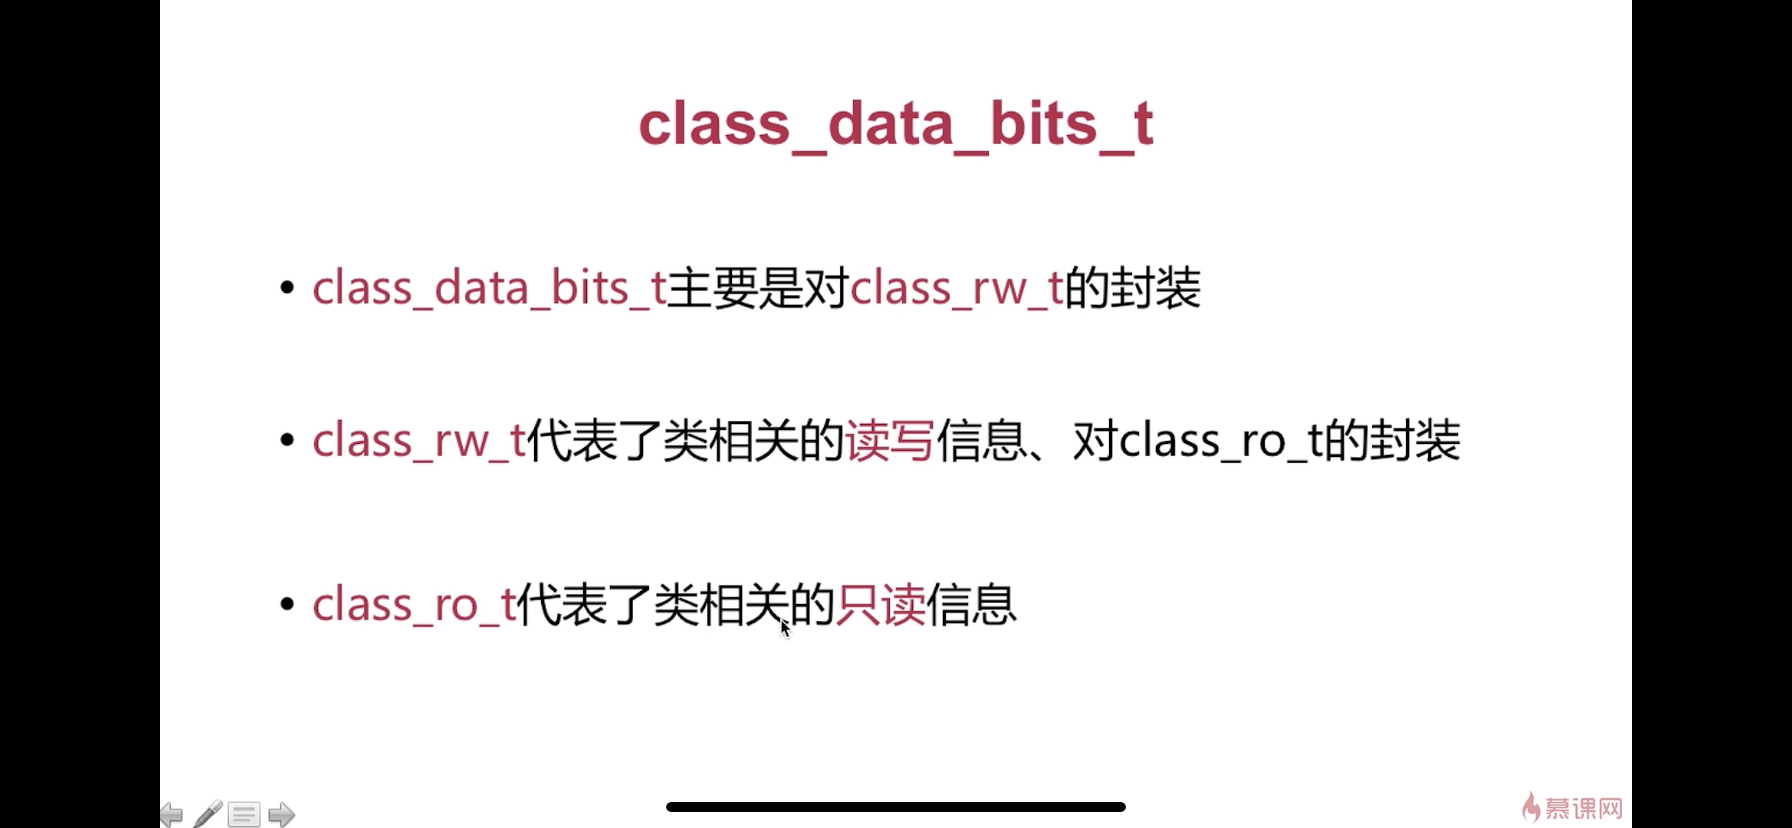 class_data_bits_t
• class_data_bits_t主要是对class_rw_t的封装
• class_rw_t代表了类相关的读写信息、对class_ro_t的封装
• class_ro_t代表了类相关的只读信息
慕课网